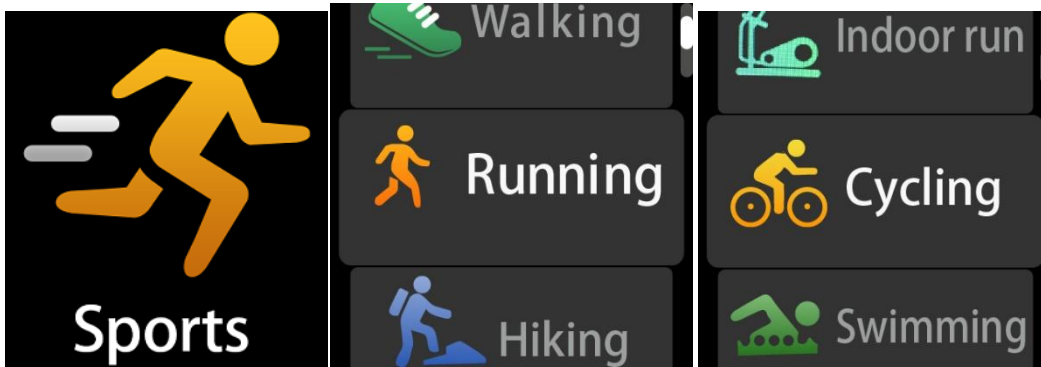 Sports
Walking
Running
Hiking
Indoor run
Cycling
Swimming